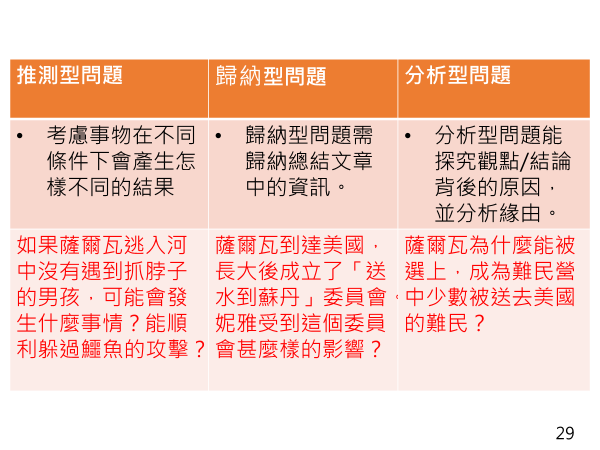 推測型問題
歸納型問題
分析型問題
• 考慮事物在不同
條件下會產生怎
樣不同的結果
• 歸納型問題需
歸納總結文章
中的資訊。
• 分析型問題能
探究觀點/結論
背後的原因，
並分析緣由。
如果薩爾瓦逃入河
中沒有遇到抓脖子
的男孩，可能會發
生什麼事情？能順
利躲過鱷魚的攻擊？
薩爾瓦到達美國，
長大後成立了「送
水到蘇丹」委員會。
妮雅受到這個委員
會甚麼樣的影響？
薩爾瓦為什麼能被
選上，成為難民營
中少數被送去美國
的難民？
29